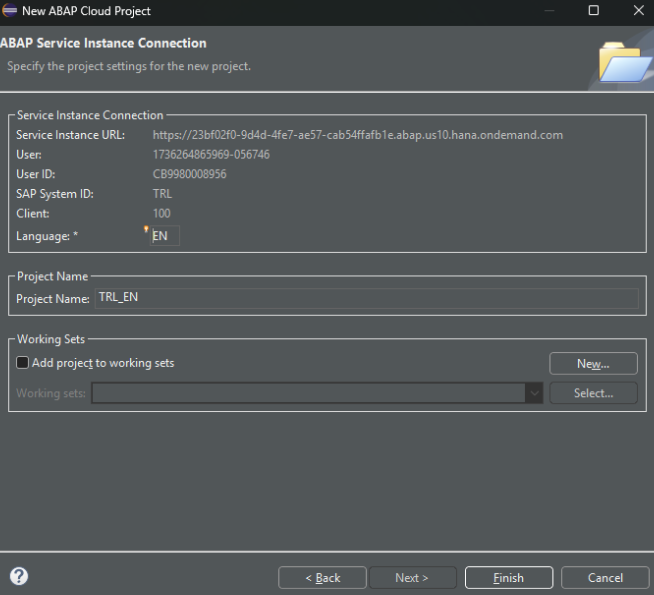 New ABAP Cloud Project
ABAP Service Instance Connection
Specify the project settings for the new project.
Service Instance Connection
Service Instance URL: https://23bf02f0-9d4d-4fe7-ae57-cab54ffafb1e.abap.us10.hana.ondemand.com
User: 1736264865969-056746
User ID: CB9980008956
SAP System ID: TRL
Client: 100
Language: * EN
Project Name
Project Name: TRL_EN
Working Sets
Add project to working sets
New...
Working sets:
Select...
?
< Back
Next >
Finish
Cancel